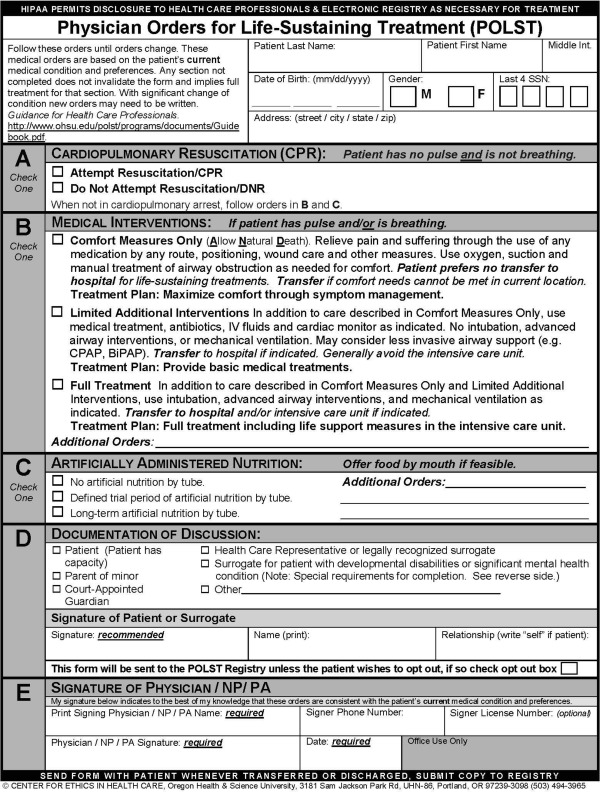 HIPAA PERMITS DISCLOSURE TO HEALTH CARE PROFESSIONALS & ELECTRONIC REGISTRY AS NECESSARY FOR TREATMENT
Physician Orders for Life-Sustaining Treatment (POLST)
Follow these orders until orders change. These
medical orders are based on the patient's current
medical condition and preferences. Any section not
completed does not invalidate the form and implies full
treatment for that section. With significant change of
condition new orders may need to be written.
Guidance for Health Care Professionals.
http://www.ohsu.edu/polst/programs/documents/Guide
book.pdf.
Patient Last Name:
Patient First Name
Middle Int.
Date of Birth: (mm/dd/yyyy)
Gender:
M
F
Last 4 SSN:
Address: (street / city / state / zip)
A
Check
One
CARDIOPULMONARY RESUSCITATION (CPR): Patient has no pulse and is not breathing.
Attempt Resuscitation/CPR
Do Not Attempt Resuscitation/DNR
When not in cardiopulmonary arrest, follow orders in B and C.
B
Check
One
MEDICAL INTERVENTIONS: If patient has pulse and/or is breathing.
Comfort Measures Only (Allow Natural Death). Relieve pain and suffering through the use of any
medication by any route, positioning, wound care and other measures. Use oxygen, suction and
manual treatment of airway obstruction as needed for comfort. Patient prefers no transfer to
hospital for life-sustaining treatments. Transfer if comfort needs cannot be met in current location.
Treatment Plan: Maximize comfort through symptom management.
Limited Additional Interventions In addition to care described in Comfort Measures Only, use
medical treatment, antibiotics, IV fluids and cardiac monitor as indicated. No intubation, advanced
airway interventions, or mechanical ventilation. May consider less invasive airway support (e.g.
CPAP, BiPAP). Transfer to hospital if indicated. Generally avoid the intensive care unit.
Treatment Plan: Provide basic medical treatments.
Full Treatment In addition to care described in Comfort Measures Only and Limited Additional
Interventions, use intubation, advanced airway interventions, and mechanical ventilation as
indicated. Transfer to hospital and/or intensive care unit if indicated.
Treatment Plan: Full treatment including life support measures in the intensive care unit.
Additional Orders:
C
Check
One
ARTIFICIALLY ADMINISTERED NUTRITION: Offer food by mouth if feasible.
No artificial nutrition by tube.
Defined trial period of artificial nutrition by tube.
Long-term artificial nutrition by tube.
Additional Orders:
D
DOCUMENTATION OF DISCUSSION:
Patient (Patient has
capacity)
Parent of minor
Court-Appointed
Guardian
Health Care Representative or legally recognized surrogate
Surrogate for patient with developmental disabilities or significant mental health
condition (Note: Special requirements for completion. See reverse side.)
Other
Signature of Patient or Surrogate
Signature: recommended
Name (print):
Relationship (write "self" if patient):
This form will be sent to the POLST Registry unless the patient wishes to opt out, if so check opt out box
E
SIGNATURE OF PHYSICIAN / NP/ PA
My signature below indicates to the best of my knowledge that these orders are consistent with the patient's current medical condition and preferences.
Print Signing Physician / NP / PA Name: required
Signer Phone Number:
Signer License Number: (optional)
Physician / NP / PA Signature: required
Date: required
Office Use Only
SEND FORM WITH PATIENT WHENEVER TRANSFERRED OR DISCHARGED, SUBMIT COPY TO REGISTRY
© CENTER FOR ETHICS IN HEALTH CARE, Oregon Health & Science University, 3181 Sam Jackson Park Rd, UHN-86, Portland, OR 97239-3098 (503) 494-3965